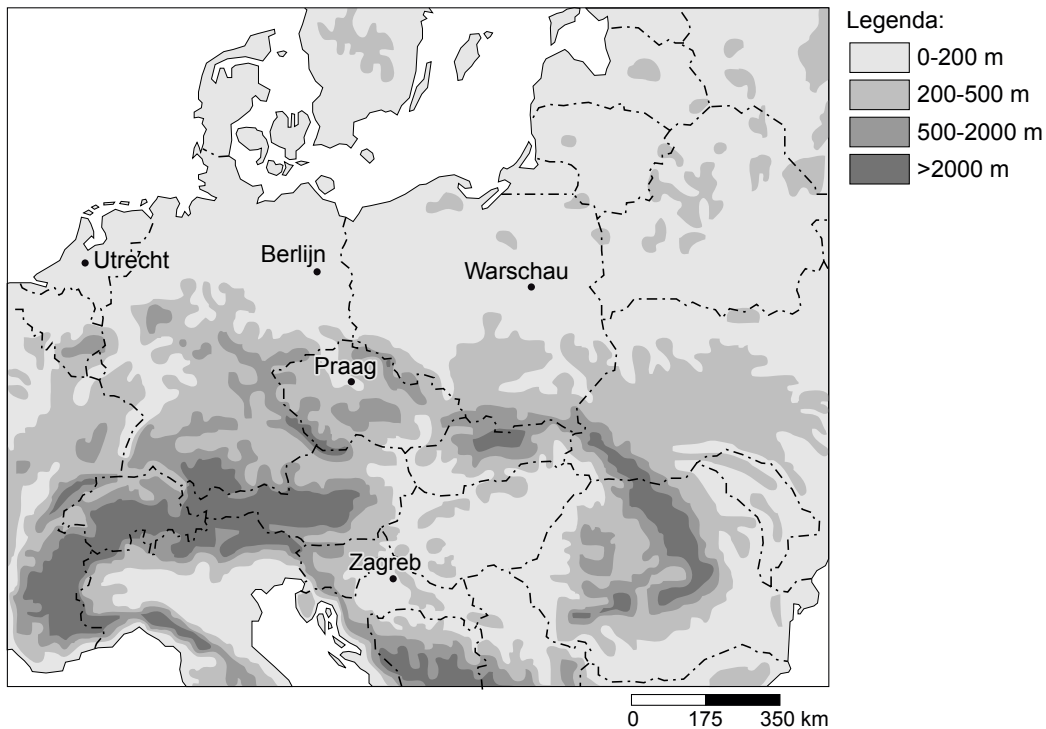 Legenda:
0-200 m
200-500 m
500-2000 m
>2000 m
Utrecht
Berlijn
Warschau
Praag
Zagreb
0 175 350 km